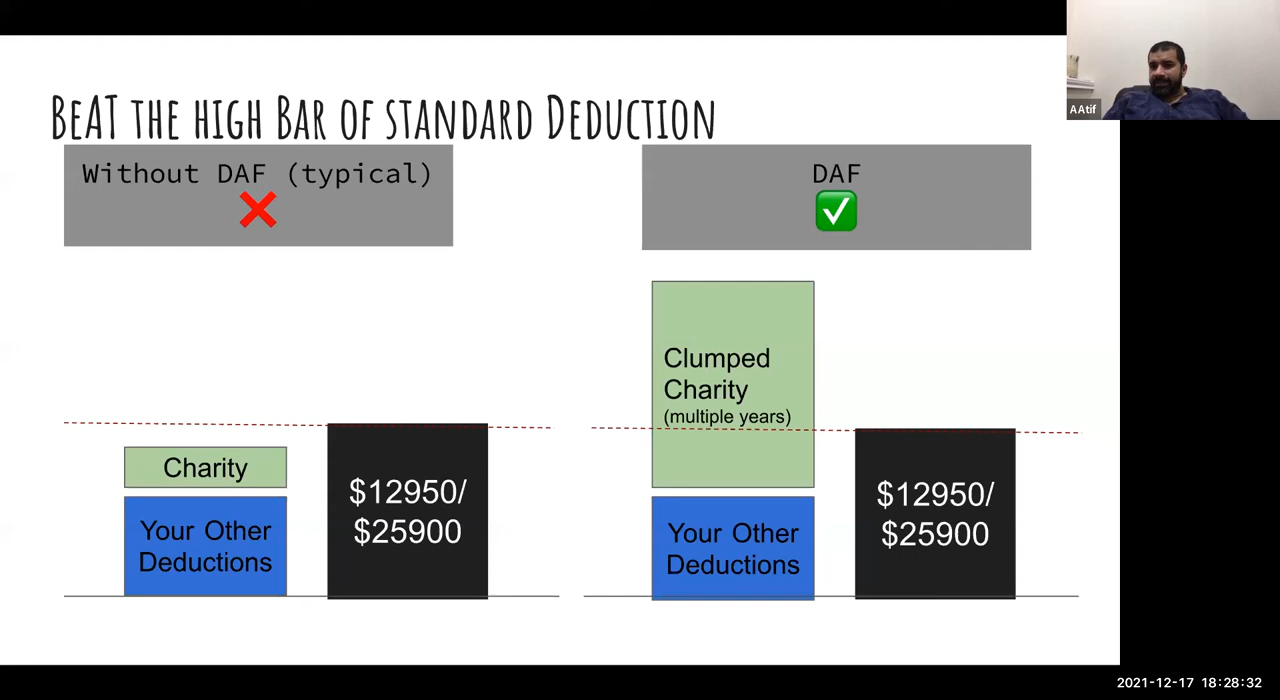 BeAT THE HIGH BAR OF STANDARD DEDUCTION
Without DAF (typical)
DAF
AAtif
Charity
Your Other
Deductions
$12950/
$25900
Clumped
Charity
(multiple years)
Your Other
Deductions
$12950/
$25900
2021-12-17 18:28:32